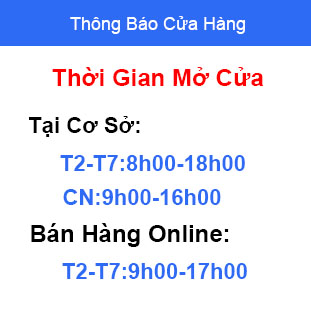 Thông Báo Cửa Hàng
Thời Gian Mở Cửa
Tại Cơ Sở:
T2-T7:8h00-18h00
CN:9h00-16h00
Bán Hàng Online:
T2-T7:9h00-17h00